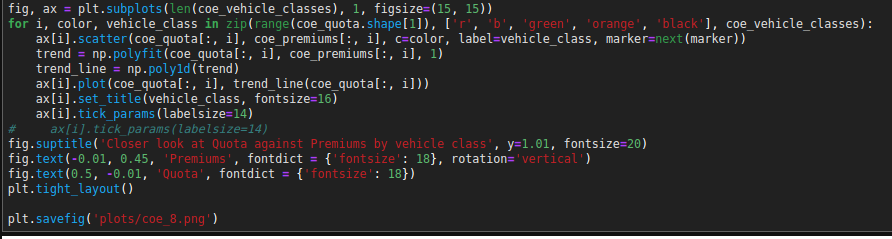 fig, ax = plt.subplots(len(coe_vehicle_classes), 1, figsize=(15, 15))
for i, color, vehicle_class in zip(range(coe_quota.shape[1]), ['r', 'b', 'green', 'orange', 'black'], coe_vehicle_classes):
    ax[i].scatter(coe_quota[:, i], coe_premiums[:, i], c=color, label=vehicle_class, marker=next(marker))
    trend = np.polyfit(coe_quota[:, i], coe_premiums[:, i], 1)
    trend_line = np.poly1d(trend)
    ax[i].plot(coe_quota[:, i], trend_line(coe_quota[:, i]))
    ax[i].set_title(vehicle_class, fontsize=16)
    ax[i].tick_params(labelsize=14)
#     ax[i].tick_params(labelsize=14)
fig.suptitle('Closer look at Quota against Premiums by vehicle class', y=1.01, fontsize=20)
fig.text(-0.01, 0.45, 'Premiums', fontdict = {'fontsize': 18}, rotation='vertical')
fig.text(0.5, -0.01, 'Quota', fontdict = {'fontsize': 18})
plt.tight_layout()
plt.savefig('plots/coe_8.png')